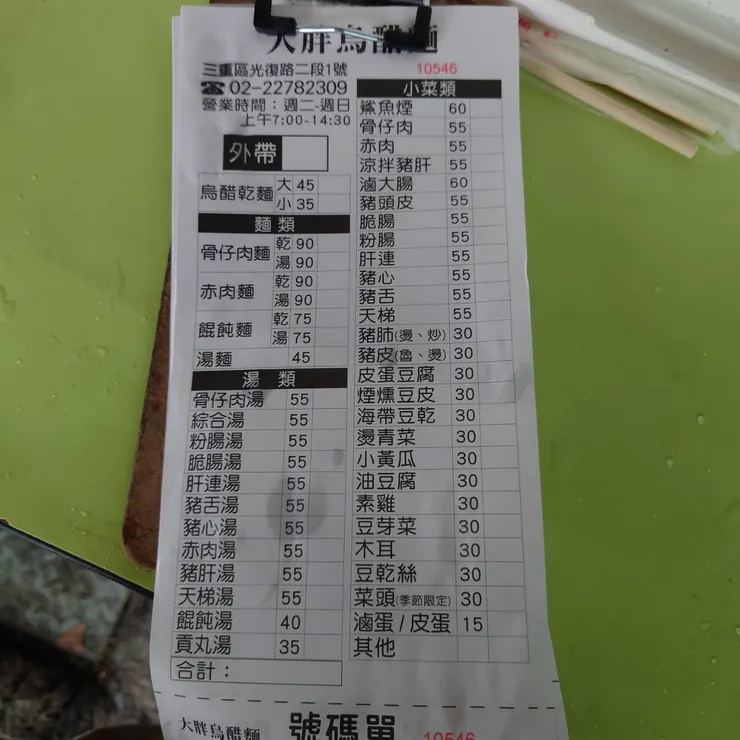 大胖烏醋麵
三重區光復路二段1號
☎02-22782309
營業時間：週二-週日
上午7:00-14:30
外帶
烏醋乾麵 大 45
小 35
麵類
骨仔肉麵 乾 90
湯 90
赤肉麵 乾 90
湯 90
餛飩麵 乾 75
湯 75
湯麵 45
湯類
骨仔肉湯 55
綜合湯 55
粉腸湯 55
脆腸湯 55
肝連湯 55
豬舌湯 55
豬心湯 55
赤肉湯 55
豬肝湯 55
天梯湯 55
餛飩湯 40
貢丸湯 35
合計：
10546
小菜類
鯊魚煙 60
骨仔肉 55
赤肉 55
涼拌豬肝 55
滷大腸 60
豬頭皮 55
脆腸 55
粉腸 55
肝連 55
豬心 55
豬舌 55
天梯 55
豬肺(燙、炒) 30
豬皮(魯、燙) 30
皮蛋豆腐 30
煙燻豆皮 30
海帶豆乾 30
燙青菜 30
小黃瓜 30
油豆腐 30
素雞 30
豆芽菜 30
木耳 30
豆乾絲 30
菜頭(季節限定) 30
滷蛋/皮蛋 15
其他
大胖烏醋麵 號碼單 10546